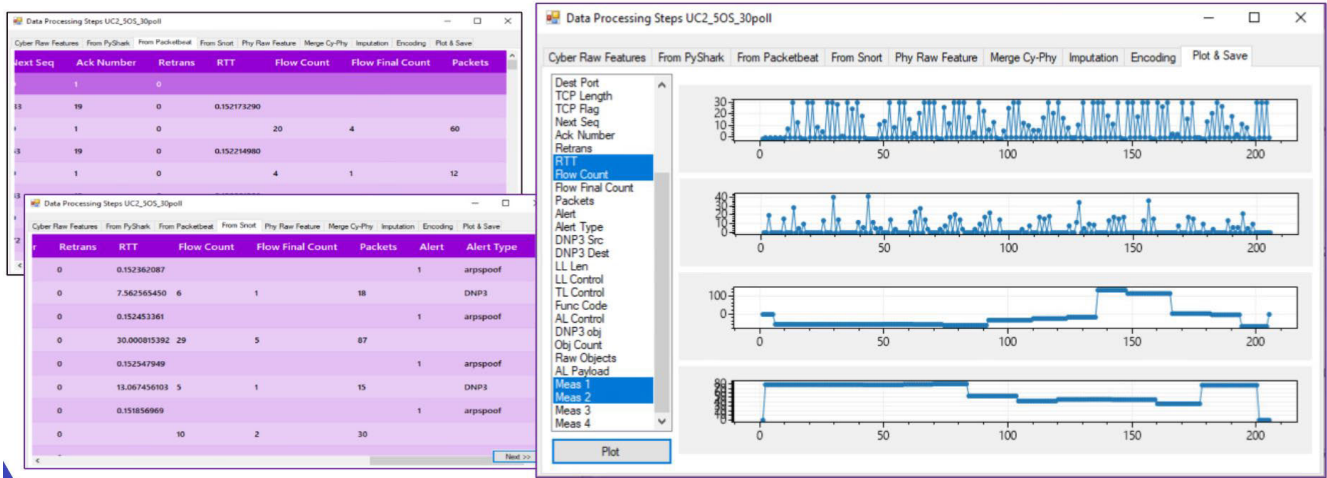 Data Processing Steps UC2_5OS_30poll
Cyber Raw Features From PyShark From Packetbeat From Snort Phy Raw Feature Merge Cy-Phy Imputation Encoding Plot & Save
Next Seq Ack Number Retrans RTT Flow Count Flow Final Count Packets
1 0
19 0 0.152173290
1 0 20 4 60
19 0 0.152214980
1 0 4 1 12
Data Processing Steps UC2_5OS_30poll
Cyber Raw Features From PyShark From Packetbeat From Snort Phy Raw Feature Merge Cy-Phy Imputation Encoding Plot & Save
r Retrans RTT Flow Count Flow Final Count Packets Alert Alert Type
0 0.152362087 1 arpspoof
0 7.562565450 6 1 18 DNP3
0 0.152453361 1 arpspoof
0 30.000815392 29 5 87
0 0.152547949 1 arpspoof
0 13.067456103 5 1 15 DNP3
0 0.151856969 1 arpspoof
0 10 2 30
Next >>
Data Processing Steps UC2_5OS_30poll
Cyber Raw Features From PyShark From Packetbeat From Snort Phy Raw Feature Merge Cy-Phy Imputation Encoding Plot & Save
Dest Port
TCP Length
TCP Flag
Next Seq
Ack Number
Retrans
RTT
Flow Count
Flow Final Count
Packets
Alert
Alert Type
DNP3 Src
DNP3 Dest
LL Len
LL Control
TL Control
Func Code
AL Control
DNP3 obj
Obj Count
Raw Objects
AL Payload
Meas 1
Meas 2
Meas 3
Meas 4
Plot
30
20
10
0
0 50 100 150 200
40
0 50 100 150 200
100
0
0 50 100 150 200
0 50 100 150 200